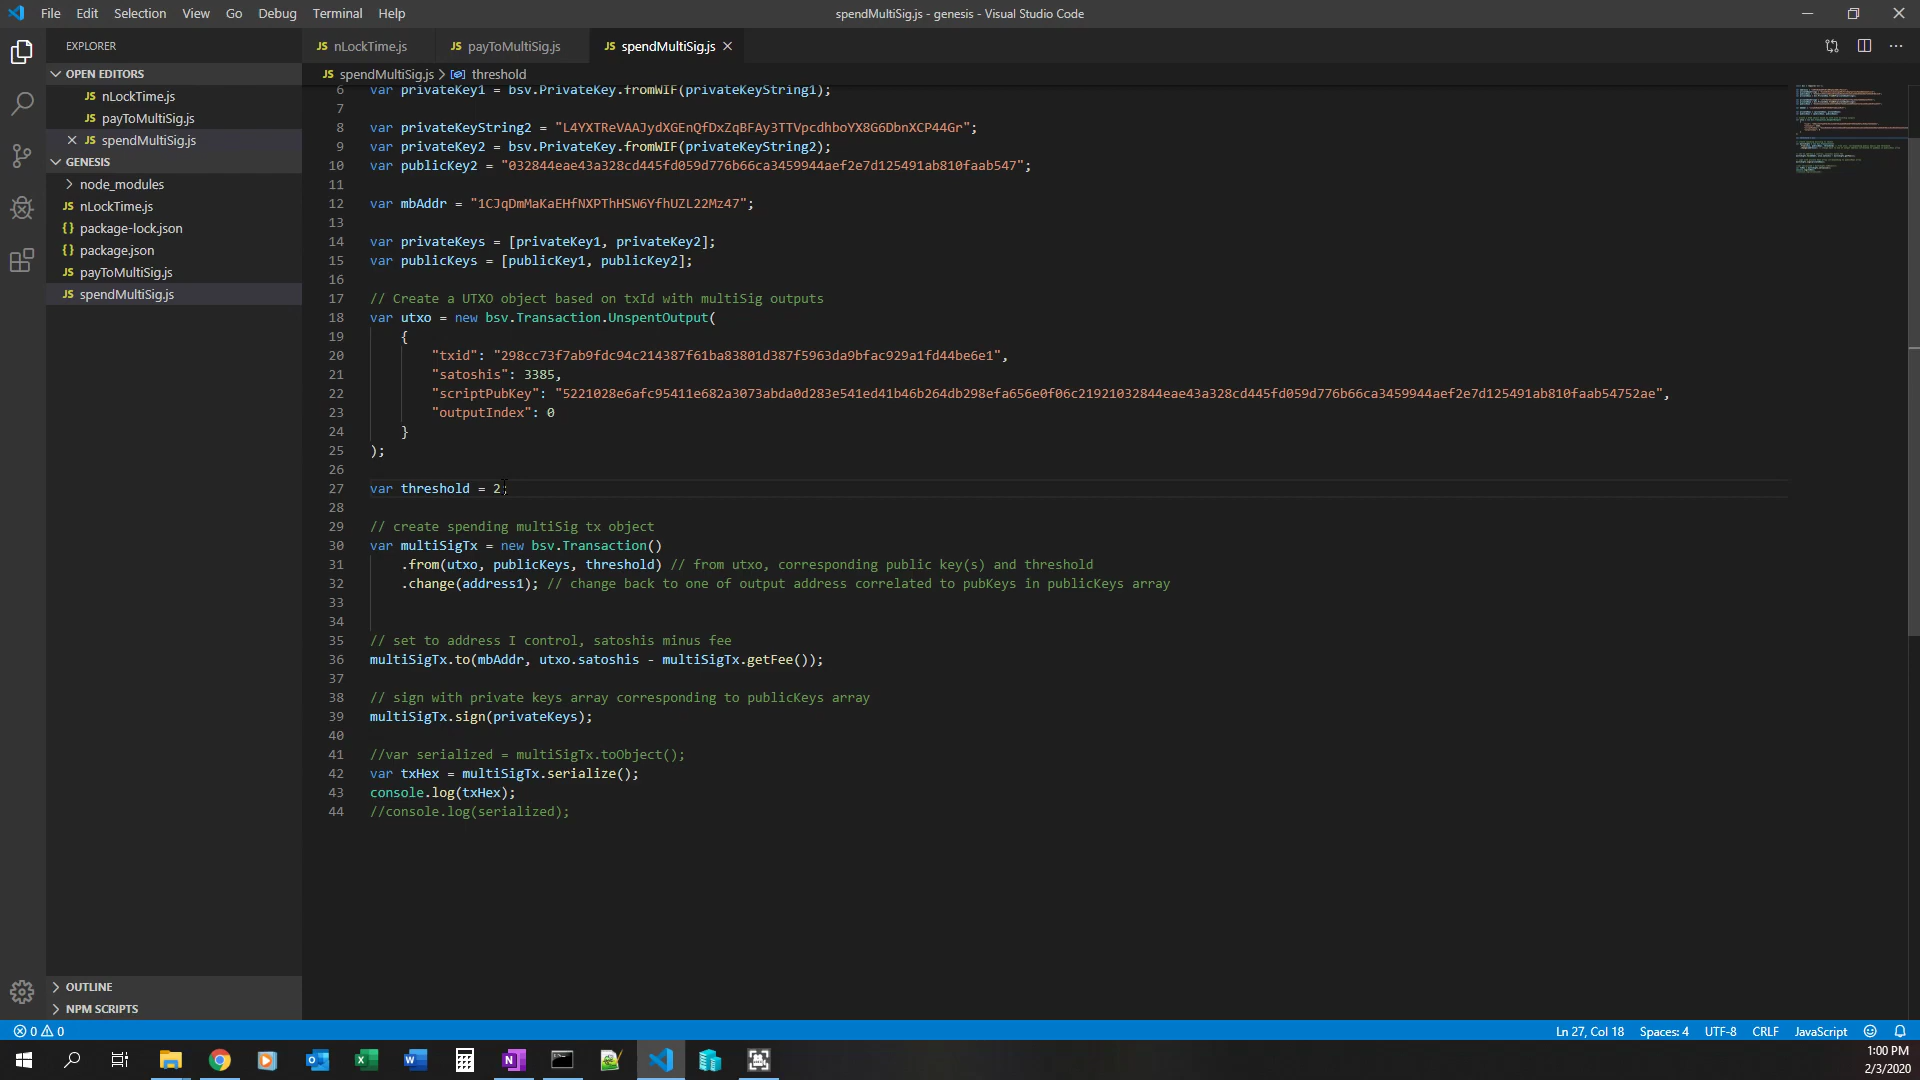 File Edit Selection View Go Debug Terminal Help
spendMultiSig.js - genesis - Visual Studio Code
EXPLORER
OPEN EDITORS
JS nLockTime.js
JS payToMultiSig.js
JS spendMultiSig.js
GENESIS
node_modules
JS nLockTime.js
{} package-lock.json
{} package.json
JS payToMultiSig.js
JS spendMultiSig.js
OUTLINE
NPM SCRIPTS
JS nLockTime.js JS payToMultiSig.js JS spendMultiSig.js
JS spendMultiSig.js > threshold
6 var privateKey1 = bsv.PrivateKey.fromWIF(privateKeyString1);
7
8 var privateKeyString2 = "L4YXTReVAAJydXGEnQfDxZqBFAy3TTVpcdhboYX8G6DbnXCP44Gr";
9 var privateKey2 = bsv.PrivateKey.fromWIF(privateKeyString2);
10 var publicKey2 = "032844eae43a328cd445fd059d776b66ca3459944aef2e7d125491ab810faab547";
11
12 var mbAddr = "1CJqDmMaKaEHfNXPThHSW6YfhUZL22Mz47";
13
14 var privateKeys = [privateKey1, privateKey2];
15 var publicKeys = [publicKey1, publicKey2];
16
17 // Create a UTXO object based on txId with multiSig outputs
18 var utxo = new bsv.Transaction.UnspentOutput(
19 {
20 "txid": "298cc73f7ab9fdc94c214387f61ba83801d387f5963da9bfac929a1fd44be6e1",
21 "satoshis": 3385,
22 "scriptPubKey": "5221028e6afc95411e682a3073abda0d283e541ed41b46b264db298efa656e0f06c21921032844eae43a328cd445fd059d776b66ca3459944aef2e7d125491ab810faab54752ae",
23 "outputIndex": 0
24 }
25 );
26
27 var threshold = 2;
28
29 // create spending multiSig tx object
30 var multiSigTx = new bsv.Transaction()
31 .from(utxo, publicKeys, threshold) // from utxo, corresponding public key(s) and threshold
32 .change(address1); // change back to one of output address correlated to pubKeys in publicKeys array
33
34
35 // set to address I control, satoshis minus fee
36 multiSigTx.to(mbAddr, utxo.satoshis - multiSigTx.getFee());
37
38 // sign with private keys array corresponding to publicKeys array
39 multiSigTx.sign(privateKeys);
40
41 //var serialized = multiSigTx.toObject();
42 var txHex = multiSigTx.serialize();
43 console.log(txHex);
44 //console.log(serialized);
0 0
Ln 27, Col 18 Spaces: 4 UTF-8 CRLF JavaScript
1:00 PM
2/3/2020